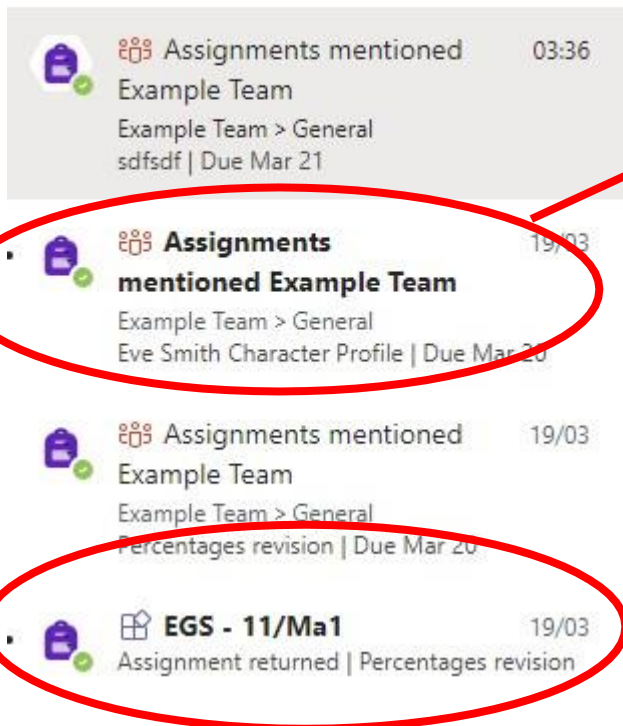 Assignments mentioned 03:36
Example Team
Example Team > General
sdfsdf | Due Mar 21
Assignments 19/03
mentioned Example Team
Example Team > General
Eve Smith Character Profile | Due Mar 20
Assignments mentioned 19/03
Example Team
Example Team > General
Percentages revision | Due Mar 20
EGS - 11/Ma1 19/03
Assignment returned | Percentages revision